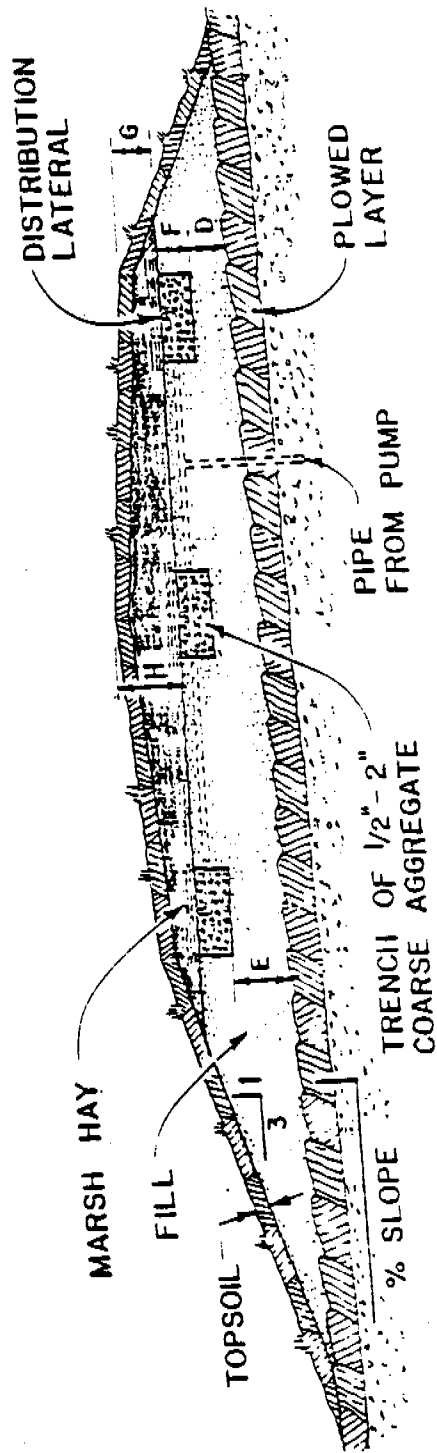 DISTRIBUTION
LATERAL
G
MARSH HAY
H
F
D
FILL
TOPSOIL
1
3
E
% SLOPE
TRENCH OF 1/2"-2"
COARSE AGGREGATE
PIPE
FROM PUMP
PLOWED
LAYER